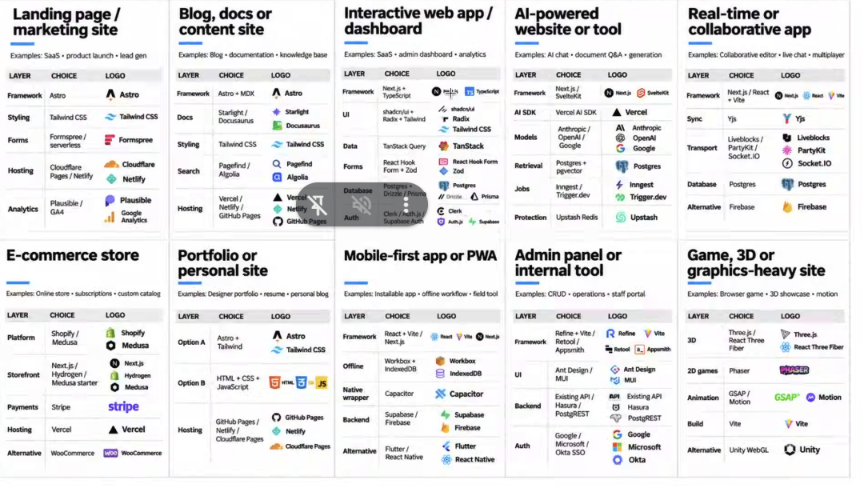 Landing page /
marketing site
Examples: SaaS • product launch • lead gen
LAYER CHOICE LOGO
Framework Astro Astro
Styling Tailwind CSS Tailwind CSS
Forms Formspree / serverless Formspree
Hosting Cloudflare Pages / Netlify Cloudflare Netlify
Analytics Plausible / GA4 Plausible Google Analytics
Blog, docs or
content site
Examples: Blog • documentation • knowledge base
LAYER CHOICE LOGO
Framework Astro + MDX Astro
Docs Starlight / Docusaurus Starlight Docusaurus
Styling Tailwind CSS Tailwind CSS
Search Pagefind / Algolia Pagefind Algolia
Hosting Vercel / Netlify / GitHub Pages Vercel Netlify GitHub Pages
Interactive web app /
dashboard
Examples: SaaS • admin dashboard • analytics
LAYER CHOICE LOGO
Framework Next.js + TypeScript TS TypeScript
UI shadcn/ui + Radix + Tailwind shadcn/ui Radix Tailwind CSS
Data TanStack Query TanStack
Forms React Hook Form + Zod React Hook Form Zod
Database Postgres + Drizzle / Prisma Postgres Drizzle Prisma
Auth Clerk / Auth.js / Supabase Auth Clerk Auth.js Supabase
AI-powered
website or tool
Examples: AI chat • document Q&A • generation
LAYER CHOICE LOGO
Framework Next.js / SvelteKit Next.js SvelteKit
AI SDK Vercel AI SDK Vercel
Models Anthropic / OpenAI / Google Anthropic OpenAI Google
Retrieval Postgres + pgvector Postgres
Jobs Inngest / Trigger.dev Inngest Trigger.dev
Protection Upstash Redis Upstash
Real-time or
collaborative app
Examples: Collaborative editor • live chat • multiplayer
LAYER CHOICE LOGO
Framework Next.js / React + Vite Next.js React Vite
Sync Yjs Yjs
Transport Liveblocks / PartyKit / Socket.IO Liveblocks PartyKit Socket.IO
Database Postgres Postgres
Alternative Firebase Firebase
E-commerce store
Examples: Online store • subscriptions • custom catalog
LAYER CHOICE LOGO
Platform Shopify / Medusa Shopify Medusa
Storefront Next.js / Hydrogen / Medusa starter Next.js Hydrogen Medusa
Payments Stripe stripe
Hosting Vercel Vercel
Alternative WooCommerce WOO WooCommerce
Portfolio or
personal site
Examples: Designer portfolio • resume • personal blog
LAYER CHOICE LOGO
Option A Astro + Tailwind Astro Tailwind CSS
Option B HTML + CSS + JavaScript HTML JS
Hosting GitHub Pages / Netlify / Cloudflare Pages GitHub Pages Netlify Cloudflare Pages
Mobile-first app or PWA
Examples: Installable app • offline workflow • field tool
LAYER CHOICE LOGO
Framework React + Vite / Next.js React Vite Next.js
Offline Workbox + IndexedDB Workbox IndexedDB
Native wrapper Capacitor Capacitor
Backend Supabase / Firebase Supabase Firebase
Alternative Flutter / React Native Flutter React Native
Admin panel or
internal tool
Examples: CRUD • operations • staff portal
LAYER CHOICE LOGO
Framework Refine + Vite / Retool / Appsmith Refine Vite Retool Appsmith
UI Ant Design / MUI Ant Design MUI
Backend Existing API / Hasura / PostgREST API Existing API Hasura PostgREST
Auth Google / Microsoft / Okta SSO Google Microsoft Okta
Game, 3D or
graphics-heavy site
Examples: Browser game • 3D showcase • motion
LAYER CHOICE LOGO
3D Three.js / React Three Fiber Three.js React Three Fiber
2D games Phaser PHASER
Animation GSAP / Motion GSAP Motion
Build Vite Vite
Alternative Unity WebGL Unity